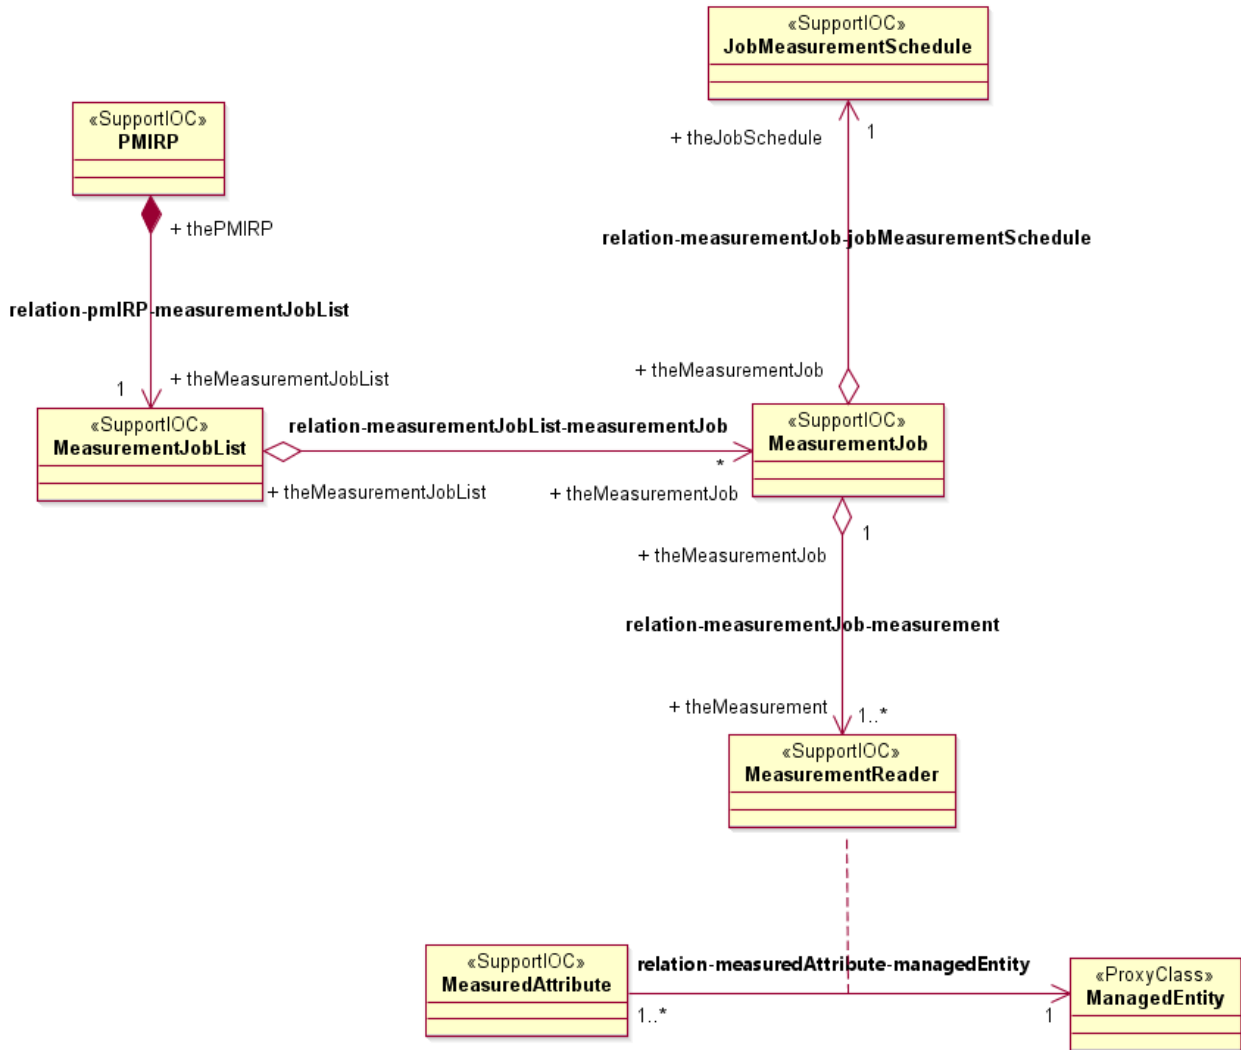 «SupportIOC»
JobMeasurementSchedule
«SupportIOC»
PMIRP
+ theJobSchedule
1
+ thePMIRP
relation-measurementJob-jobMeasurementSchedule
relation-pmIRP-measurementJobList
1
+ theMeasurementJobList
+ theMeasurementJob
«SupportIOC»
MeasurementJobList
relation-measurementJobList-measurementJob
«SupportIOC»
MeasurementJob
*
+ theMeasurementJobList
+ theMeasurementJob
1
+ theMeasurementJob
relation-measurementJob-measurement
+ theMeasurement
1..*
«SupportIOC»
MeasurementReader
«SupportIOC»
MeasuredAttribute
relation-measuredAttribute-managedEntity
«ProxyClass»
ManagedEntity
1..*
1